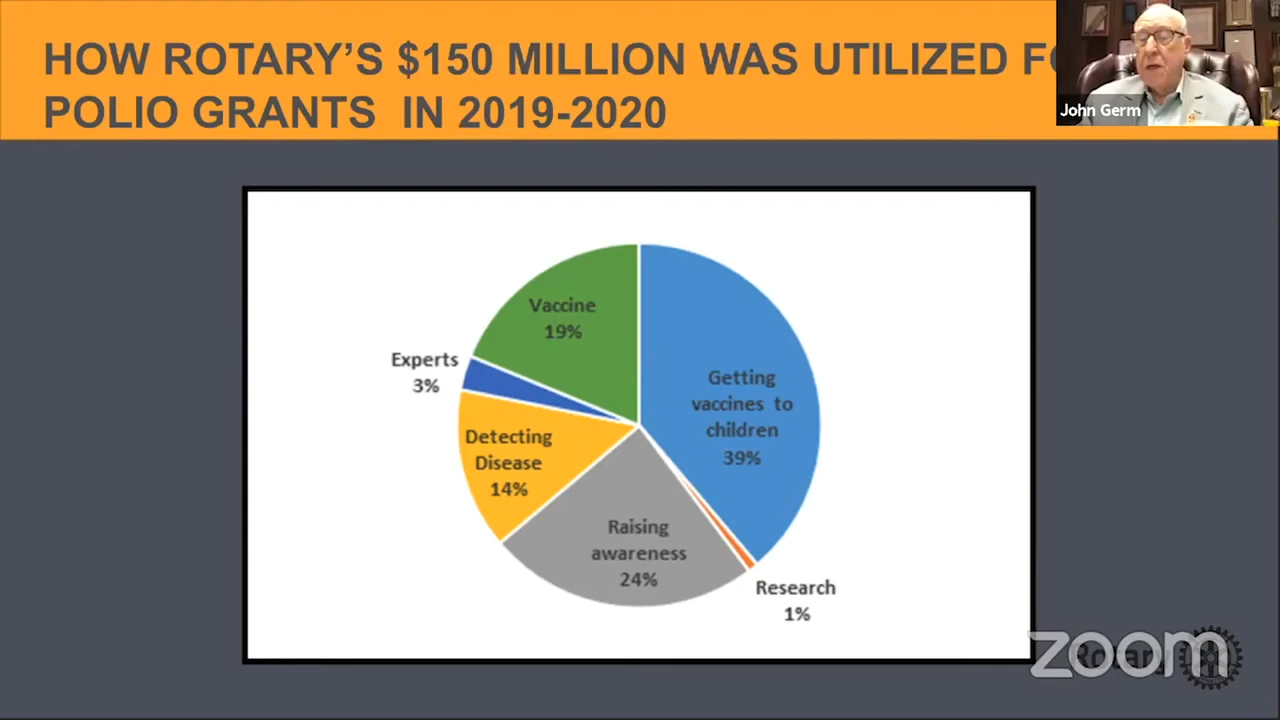 HOW ROTARY'S $150 MILLION WAS UTILIZED
POLIO GRANTS IN 2019-2020
John Germ
Vaccine
19%
Experts
3%
Getting
vaccines to
children
39%
Detecting
Disease
14%
Raising
awareness
24%
Research
1%
zoom
Rotary